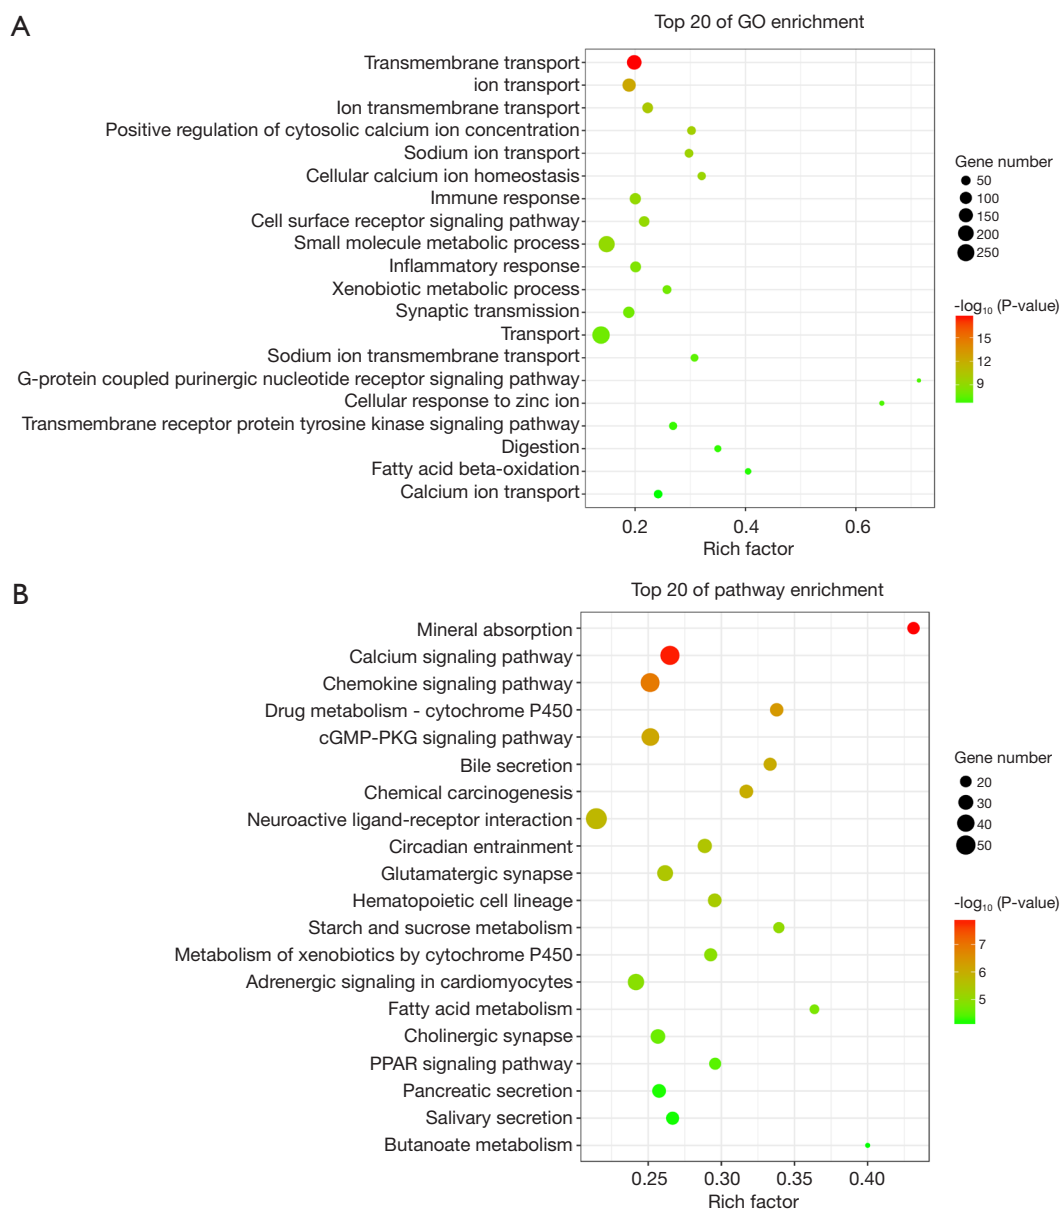 A
Top 20 of GO enrichment
Transmembrane transport
ion transport
Ion transmembrane transport
Positive regulation of cytosolic calcium ion concentration
Sodium ion transport
Cellular calcium ion homeostasis
Immune response
Cell surface receptor signaling pathway
Small molecule metabolic process
Inflammatory response
Xenobiotic metabolic process
Synaptic transmission
Transport
Sodium ion transmembrane transport
G-protein coupled purinergic nucleotide receptor signaling pathway
Cellular response to zinc ion
Transmembrane receptor protein tyrosine kinase signaling pathway
Digestion
Fatty acid beta-oxidation
Calcium ion transport
0.2 0.4 0.6
Rich factor
Gene number
50
100
150
200
250
-log₁₀ (P-value)
15
12
9
B
Top 20 of pathway enrichment
Mineral absorption
Calcium signaling pathway
Chemokine signaling pathway
Drug metabolism - cytochrome P450
cGMP-PKG signaling pathway
Bile secretion
Chemical carcinogenesis
Neuroactive ligand-receptor interaction
Circadian entrainment
Glutamatergic synapse
Hematopoietic cell lineage
Starch and sucrose metabolism
Metabolism of xenobiotics by cytochrome P450
Adrenergic signaling in cardiomyocytes
Fatty acid metabolism
Cholinergic synapse
PPAR signaling pathway
Pancreatic secretion
Salivary secretion
Butanoate metabolism
0.25 0.30 0.35 0.40
Rich factor
Gene number
20
30
40
50
-log₁₀ (P-value)
7
6
5